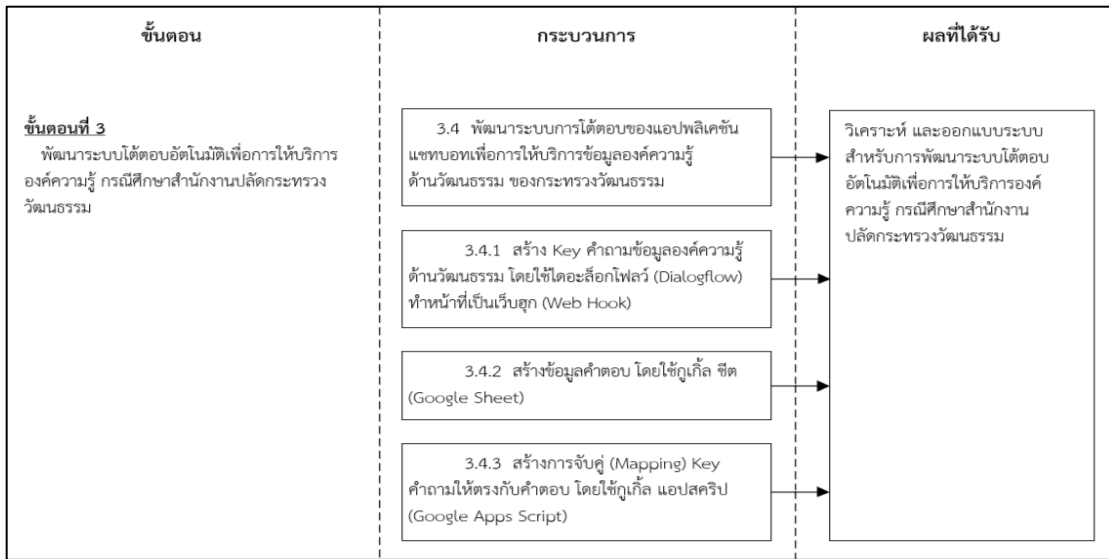 ขั้นตอน
กระบวนการ
ผลที่ได้รับ
ขั้นตอนที่ 3
พัฒนาระบบโต้ตอบอัตโนมัติเพื่อการให้บริการ
องค์ความรู้ กรณีศึกษาสำนักงานปลัดกระทรวง
วัฒนธรรม
3.4 พัฒนาระบบการโต้ตอบของแอปพลิเคชัน
แชทบอทเพื่อการให้บริการข้อมูลองค์ความรู้
ด้านวัฒนธรรม ของกระทรวงวัฒนธรรม
3.4.1 สร้าง Key คำถามข้อมูลองค์ความรู้
ด้านวัฒนธรรม โดยใช้ไดอะล็อกโฟลว์ (Dialogflow)
ทำหน้าที่เป็นเว็บฮุก (Web Hook)
3.4.2 สร้างข้อมูลคำตอบ โดยใช้กูเกิ้ล ชีต
(Google Sheet)
3.4.3 สร้างการจับคู่ (Mapping) Key
คำถามให้ตรงกับคำตอบ โดยใช้กูเกิ้ล แอปสคริป
(Google Apps Script)
วิเคราะห์ และออกแบบระบบ
สำหรับการพัฒนาระบบโต้ตอบ
อัตโนมัติเพื่อการให้บริการองค์
ความรู้ กรณีศึกษาสำนักงาน
ปลัดกระทรวงวัฒนธรรม